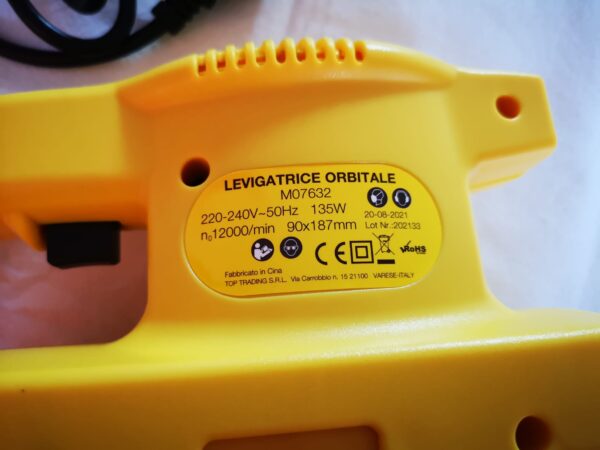 LEVIGATRICE ORBITALE
M07632
220-240V~50Hz 135W
20-08-2021
n₀12000/min 90x187mm
Lot Nr.:202133
CE
RoHS
Fabbricato in Cina
TOP TRADING S.R.L. Via Carrobbio n. 15 21100 VARESE-ITALY